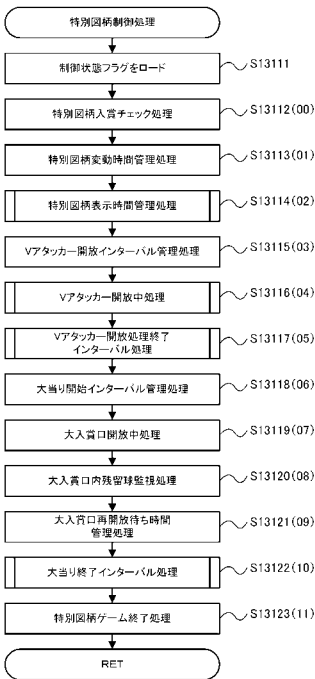 特別図柄制御処理
制御状態フラグをロード
S13111
特別図柄入賞チェック処理
S13112(00)
特別図柄変動時間管理処理
S13113(01)
特別図柄表示時間管理処理
S13114(02)
Vアタッカー開放インターバル管理処理
S13115(03)
Vアタッカー開放中処理
S13116(04)
Vアタッカー開放処理終了
インターバル処理
S13117(05)
大当り開始インターバル管理処理
S13118(06)
大入賞口開放中処理
S13119(07)
大入賞口内残留球監視処理
S13120(08)
大入賞口再開放待ち時間
管理処理
S13121(09)
大当り終了インターバル処理
S13122(10)
特別図柄ゲーム終了処理
S13123(11)
RET